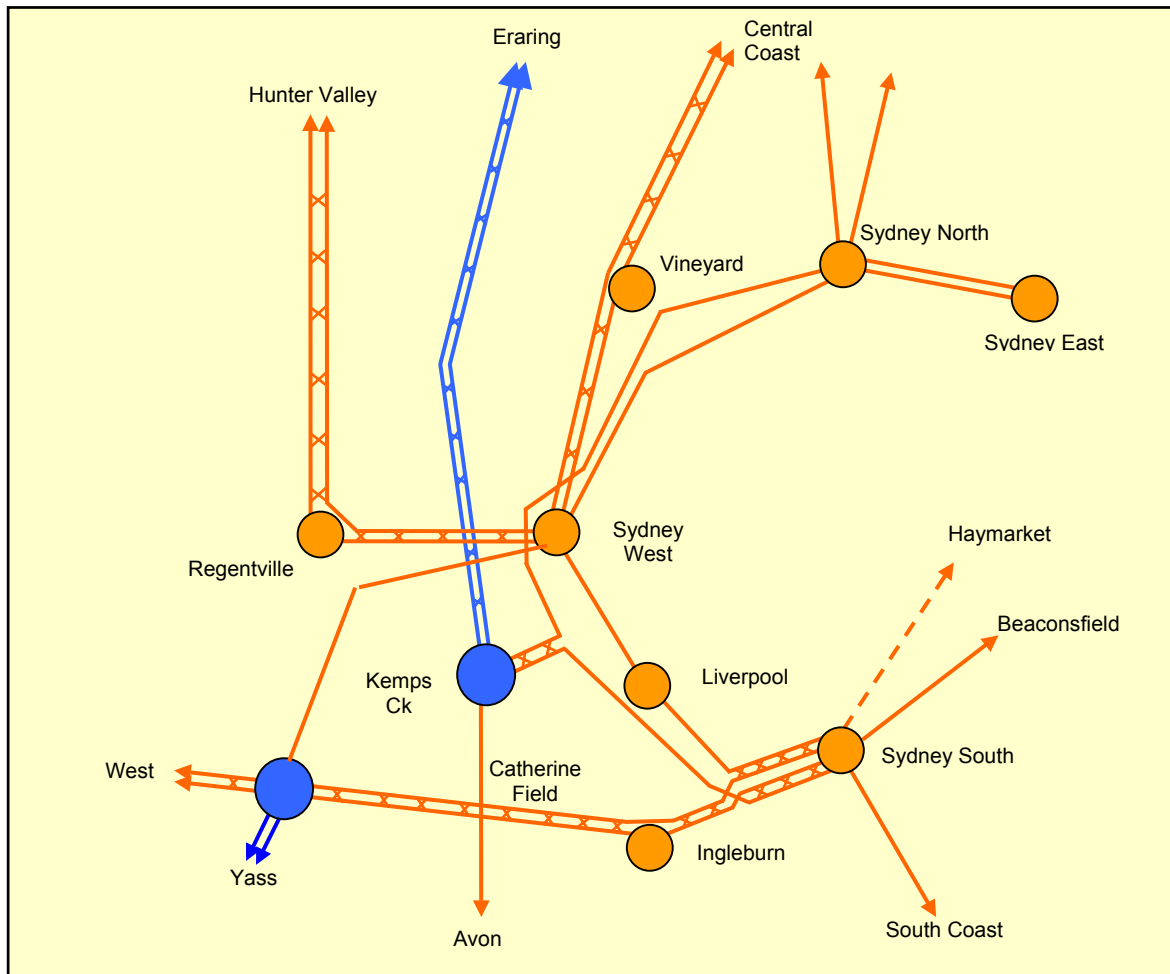 Eraring
Central
Coast
Hunter Valley
Sydney North
Vineyard
Sydney East
Sydney
West
Haymarket
Regentville
Beaconsfield
Kemps
Ck
Liverpool
Sydney South
West
Catherine
Field
Ingleburn
Yass
Avon
South Coast